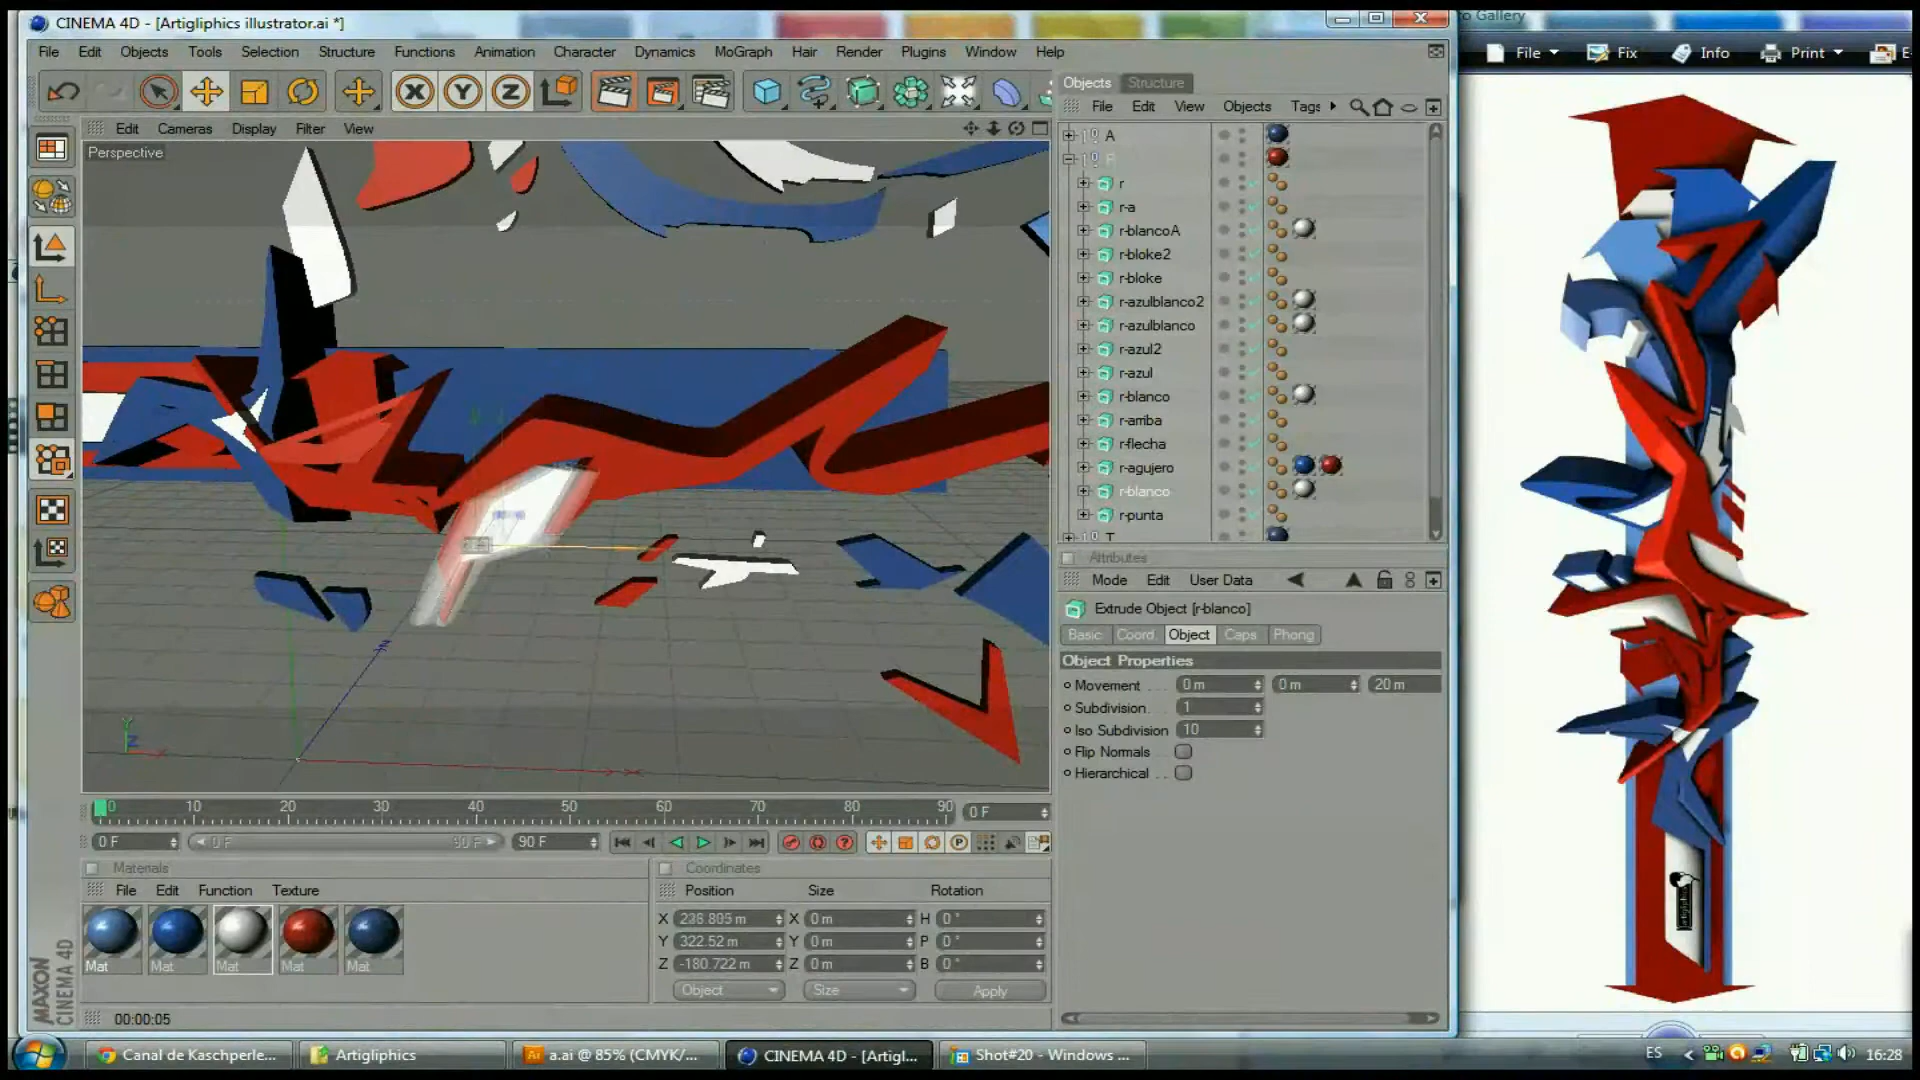 CINEMA 4D - [Artigliphics illustrator.ai *]
File Edit Objects Tools Selection Structure Functions Animation Character Dynamics MoGraph Hair Render Plugins Window Help
Edit Cameras Display Filter View
Perspective
Objects Structure
File Edit View Objects Tags
A
r
r-a
r-blancoA
r-bloke2
r-bloke
r-azulblanco2
r-azulblanco
r-azul2
r-azul
r-blanco
r-arriba
r-flecha
r-agujero
r-blanco
r-punta
T
Attributes
Mode Edit User Data
Extrude Object [r-blanco]
Basic Coord. Object Caps Phong
Object Properties
Movement 0 m 0 m 20 m
Subdivision 1
Iso Subdivision 10
Flip Normals
Hierarchical
0 10 20 30 40 50 60 70 80 90 0 F
0 F 0 F 90 F 90 F
Materials
File Edit Function Texture
Mat Mat Mat Mat Mat
MAXON
CINEMA 4D
Coordinates
Position Size Rotation
X 238.805 m X 0 m H 0 °
Y 322.52 m Y 0 m P 0 °
Z -180.722 m Z 0 m B 0 °
Object Size Apply
00:00:05
Gallery
File Fix Info Print E
Canal de Kaschperle...
Artigliphics
a.ai @ 85% (CMYK/...
CINEMA 4D - [Artigl...
Shot#20 - Windows ...
ES
16:28